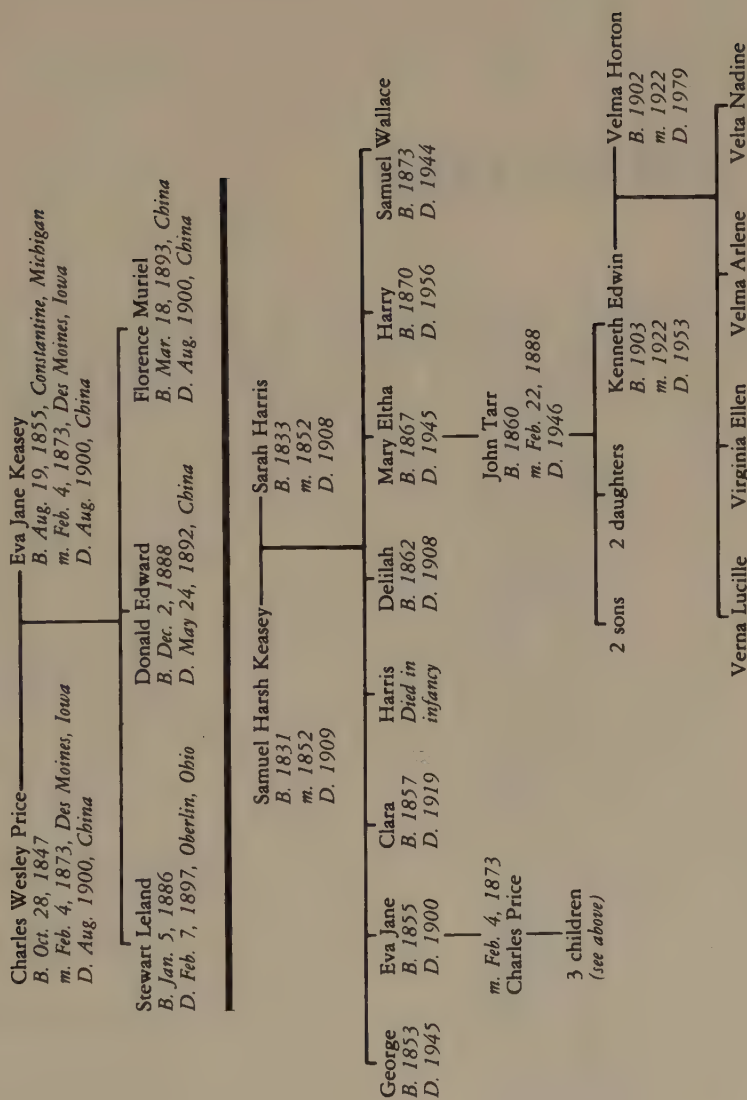 Charles Wesley Price
B. Oct. 28, 1847
m. Feb. 4, 1873, Des Moines, Iowa
D. Aug. 1900, China
Eva Jane Keasey
B. Aug. 19, 1855, Constantine, Michigan
m. Feb. 4, 1873, Des Moines, Iowa
D. Aug. 1900, China
Stewart Leland
B. Jan. 5, 1886
D. Feb. 7, 1897, Oberlin, Ohio
Donald Edward
B. Dec. 2, 1888
D. May 24, 1892, China
Florence Muriel
B. Mar. 18, 1893, China
D. Aug. 1900, China
Samuel Harsh Keasey
B. 1831
m. 1852
D. 1909
Sarah Harris
B. 1833
m. 1852
D. 1908
George
B. 1853
D. 1945
Eva Jane
B. 1855
D. 1900
Clara
B. 1857
D. 1919
Harris
Died in
infancy
Delilah
B. 1862
D. 1908
Mary Eltha
B. 1867
D. 1945
Harry
B. 1870
D. 1956
Samuel Wallace
B. 1873
D. 1944
m. Feb. 4, 1873
Charles Price
3 children
(see above)
John Tarr
B. 1860
m. Feb. 22, 1888
D. 1946
2 sons
2 daughters
Kenneth Edwin
B. 1903
m. 1922
D. 1953
Velma Horton
B. 1902
m. 1922
D. 1979
Verna Lucille
Virginia Ellen
Velma Arlene
Velta Nadine